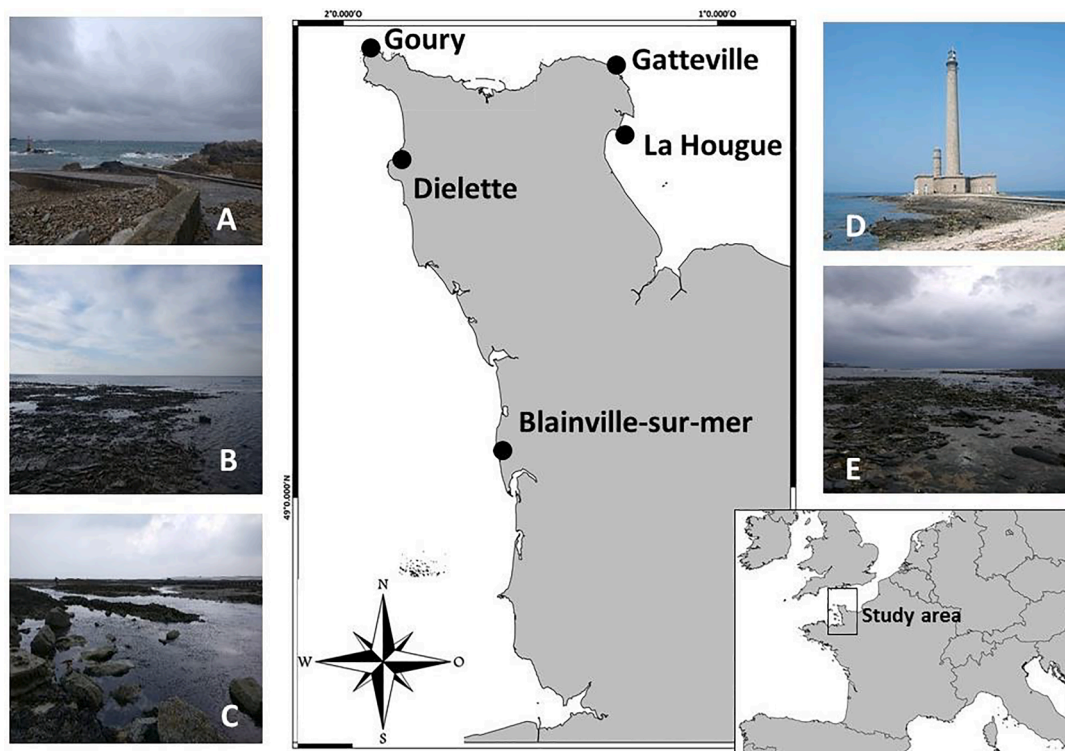 2°0.000'O
1°0.000'O
Goury
Gatteville
La Hougue
Dielette
Blainville-sur-mer
49°0.000'N
A
B
C
D
E
N
W
O
S
Study area